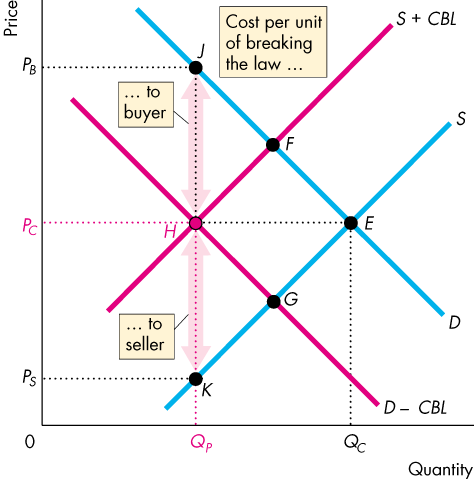 Price
Cost per unit
of breaking
the law ...
S + CBL
J
P_B
... to
buyer
F
S
P_C
H
E
G
... to
seller
D
P_S
K
D – CBL
0
Q_P
Q_C
Quantity